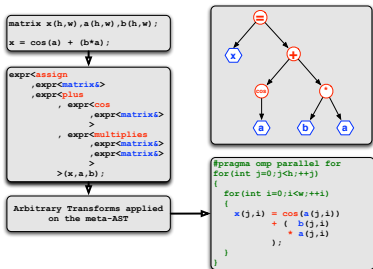 matrix x(h,w),a(h,w),b(h,w);
x = cos(a) + (b*a);
expr<assign
,expr<matrix&>
,expr<plus
, expr<cos
,expr<matrix&>
>
, expr<multiplies
,expr<matrix&>
,expr<matrix&>
>
>(x,a,b);
Arbitrary Transforms applied
on the meta-AST
=
x
+
cos
*
a
b
a
#pragma omp parallel for
for(int j=0;j<h;++j)
{
for(int i=0;i<w;++i)
{
x(j,i) = cos(a(j,i))
+ ( b(j,i)
* a(j,i)
);
}
}